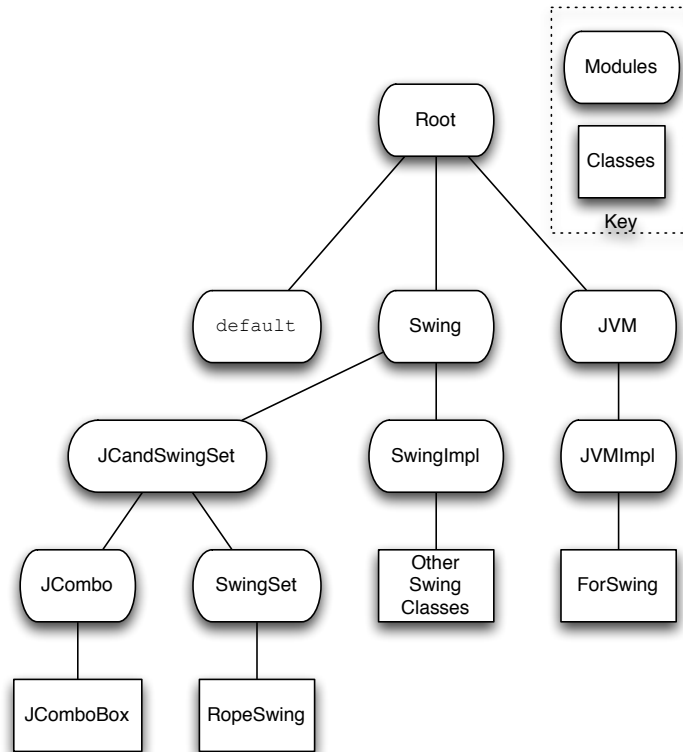 Modules
Root
Classes
Key
default
Swing
JVM
JCandSwingSet
SwingImpl
JVMImpl
JCombo
SwingSet
Other
Swing
Classes
ForSwing
JComboBox
RopeSwing